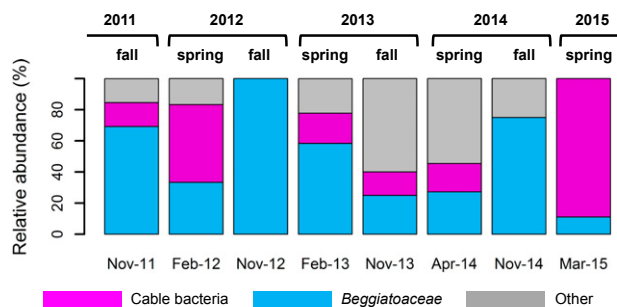 2011 2012 2013 2014 2015
fall spring fall spring fall spring fall spring
Relative abundance (%)
80
60
40
20
0
Nov-11 Feb-12 Nov-12 Feb-13 Nov-13 Apr-14 Nov-14 Mar-15
Cable bacteria Beggiatoaceae Other